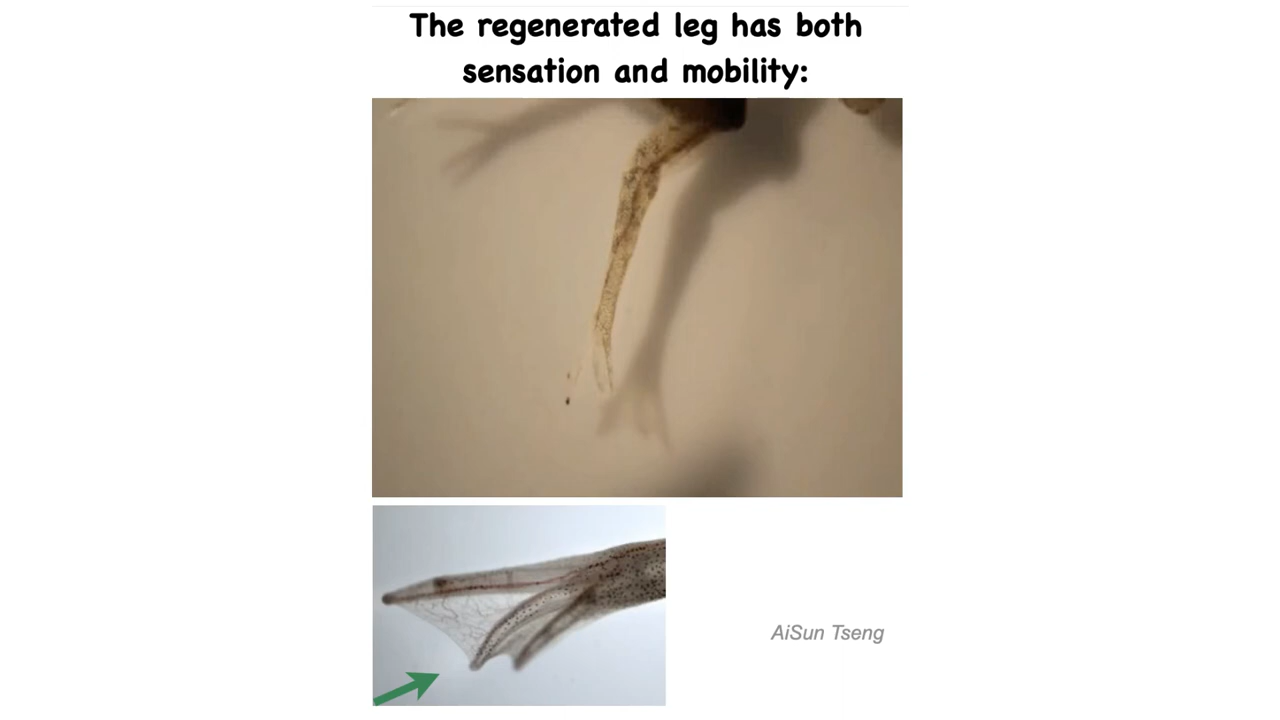 The regenerated leg has both
sensation and mobility:
AiSun Tseng